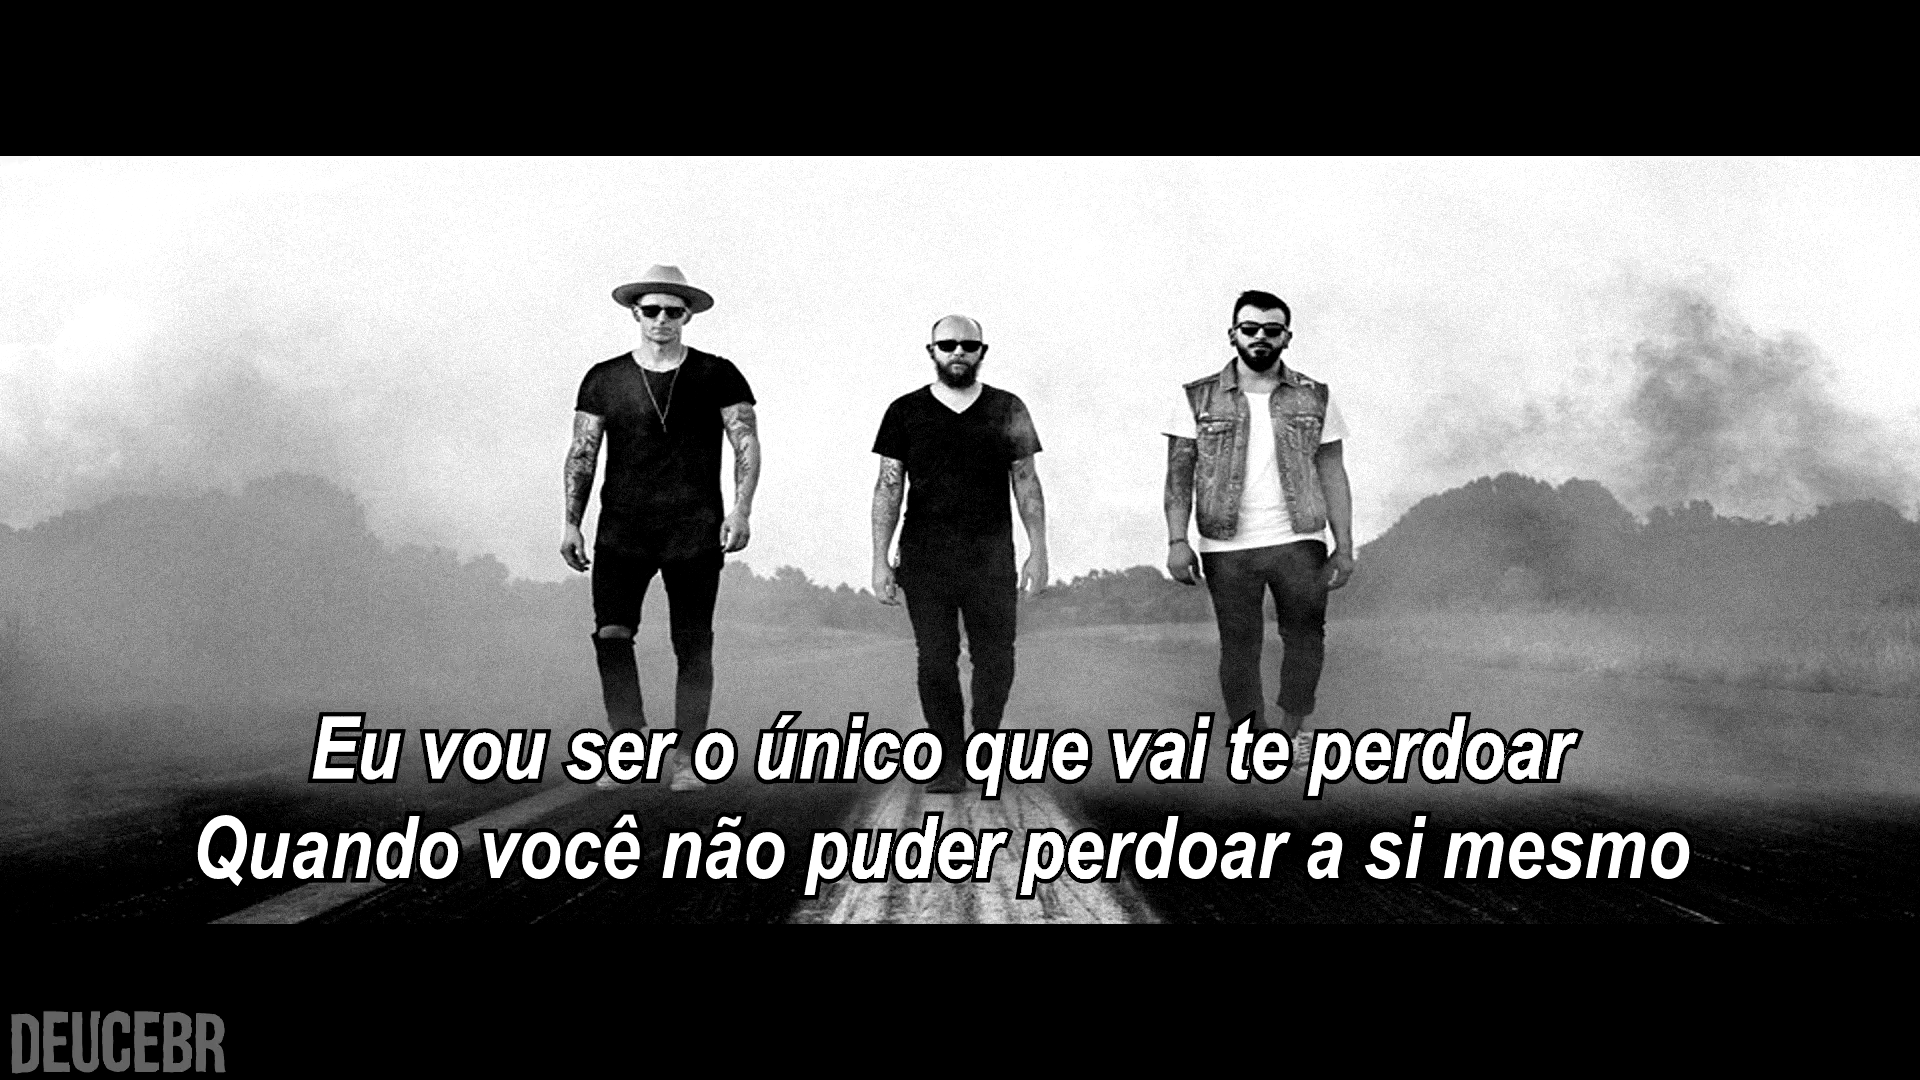 Eu vou ser o único que vai te perdoar
Quando você não puder perdoar a si mesmo
DEUCEBR